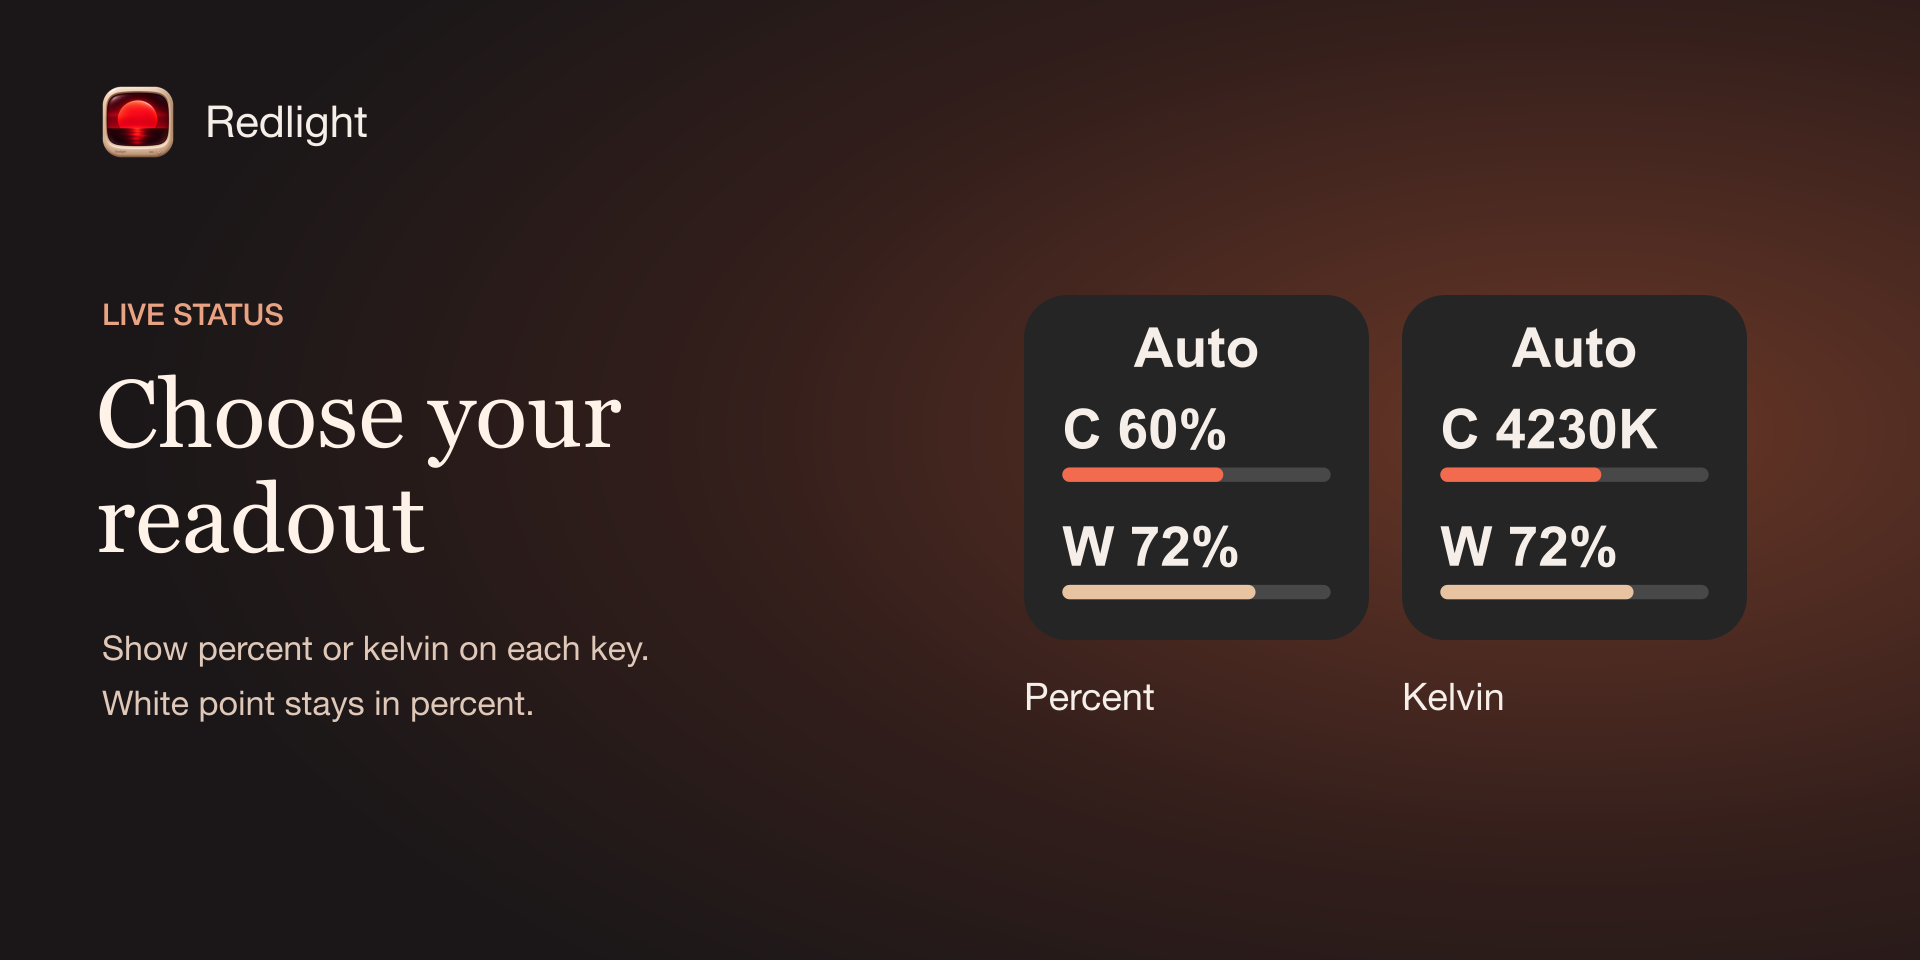 Redlight
LIVE STATUS
Choose your
readout
Show percent or kelvin on each key.
White point stays in percent.
Auto
C 60%
W 72%
Percent
Auto
C 4230K
W 72%
Kelvin